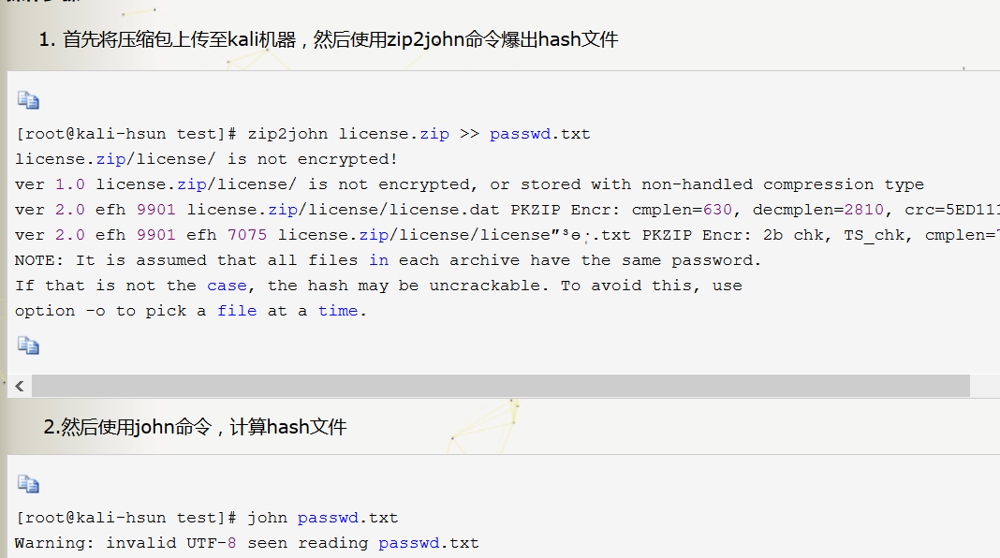 1. 首先将压缩包上传至kali机器，然后使用zip2john命令爆出hash文件
[root@kali-hsun test]# zip2john license.zip >> passwd.txt
license.zip/license/ is not encrypted!
ver 1.0 license.zip/license/ is not encrypted, or stored with non-handled compression type
ver 2.0 efh 9901 license.zip/license/license.dat PKZIP Encr: cmplen=630, decmplen=2810, crc=5ED111
ver 2.0 efh 9901 efh 7075 license.zip/license/license .txt PKZIP Encr: 2b chk, TS_chk, cmplen=
NOTE: It is assumed that all files in each archive have the same password.
If that is not the case, the hash may be uncrackable. To avoid this, use
option -o to pick a file at a time.
2.然后使用john命令，计算hash文件
[root@kali-hsun test]# john passwd.txt
Warning: invalid UTF-8 seen reading passwd.txt